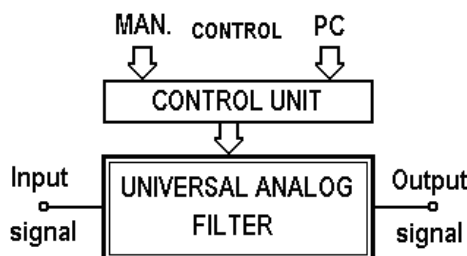 MAN. CONTROL PC
CONTROL UNIT
Input
signal
UNIVERSAL ANALOG
FILTER
Output
signal